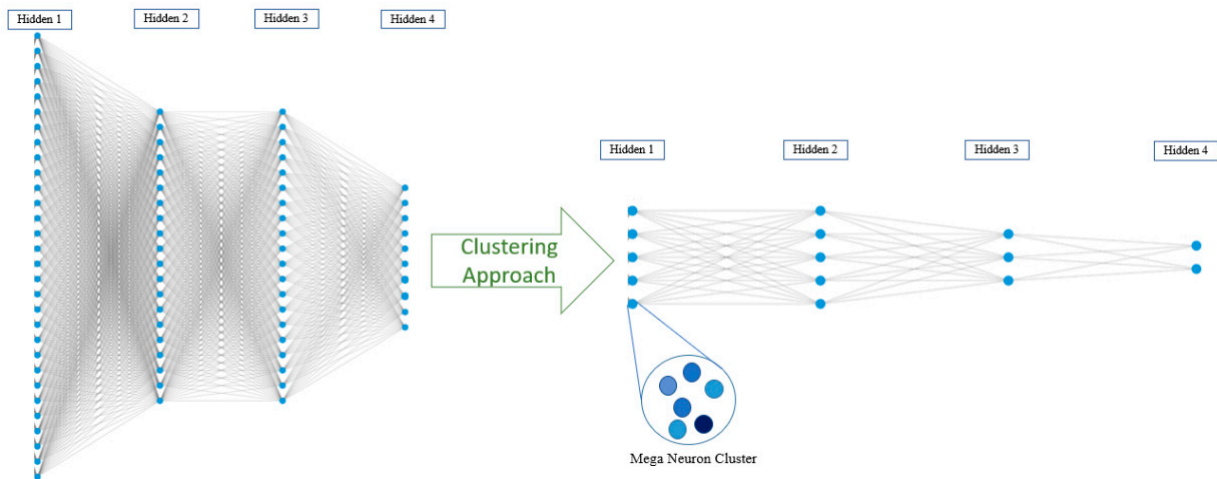 Hidden 1
Hidden 2
Hidden 3
Hidden 4
Clustering
Approach
Hidden 1
Hidden 2
Hidden 3
Hidden 4
Mega Neuron Cluster